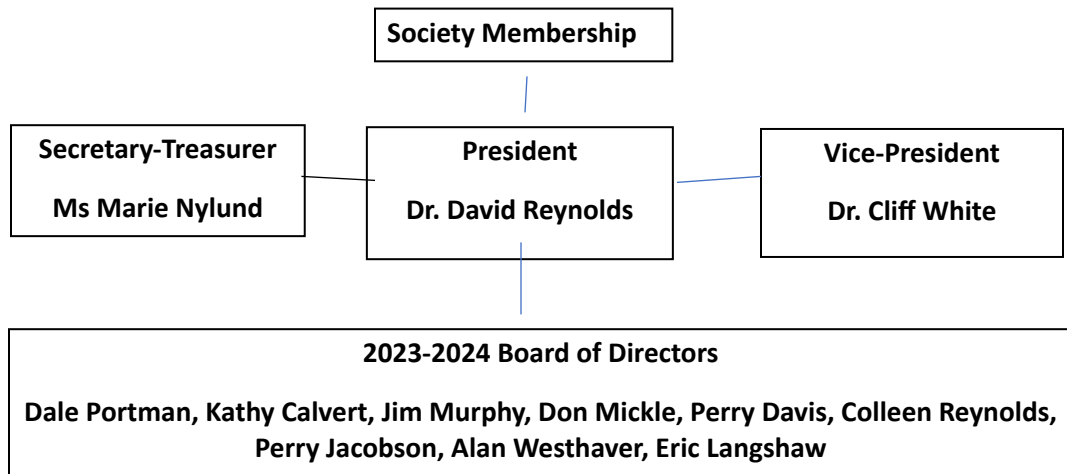 Society Membership
Secretary-Treasurer
Ms Marie Nylund
President
Dr. David Reynolds
Vice-President
Dr. Cliff White
2023-2024 Board of Directors
Dale Portman, Kathy Calvert, Jim Murphy, Don Mickle, Perry Davis, Colleen Reynolds,
Perry Jacobson, Alan Westhaver, Eric Langshaw